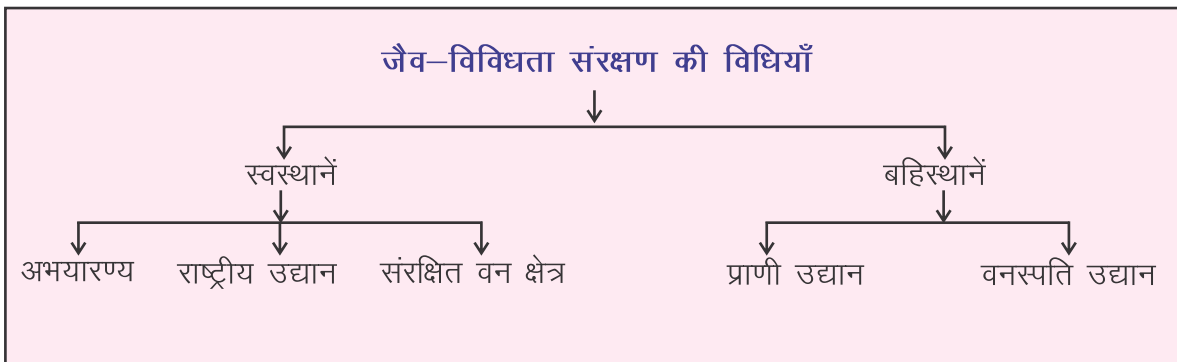 जैव–विविधता संरक्षण की विधियाँ
स्वस्थानें बहिस्थानें
अभयारण्य राष्ट्रीय उद्यान संरक्षित वन क्षेत्र प्राणी उद्यान वनस्पति उद्यान